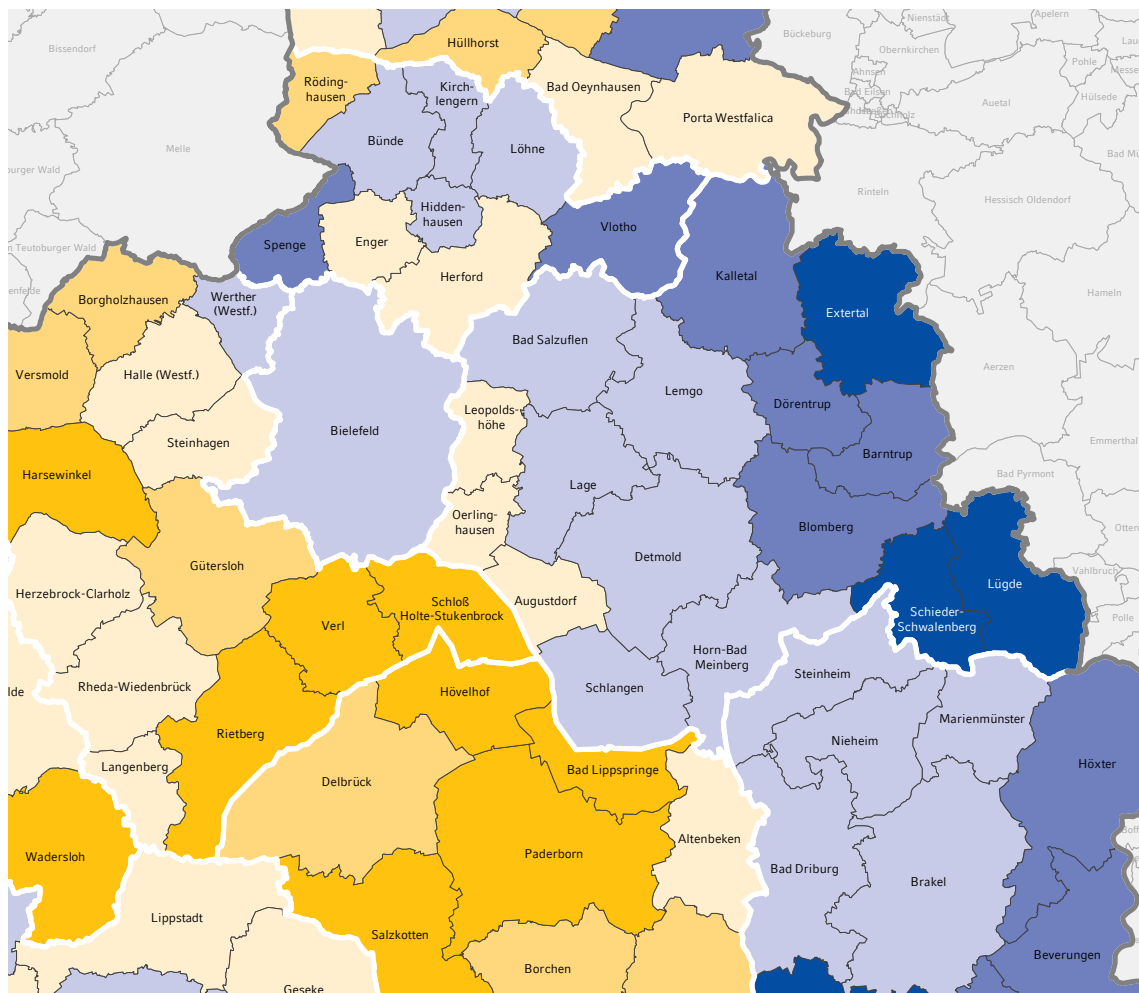 Nienstädt
Apelern
Bückeburg
Bissendorf
Hüllhorst
Obernkirchen
Pohle
Ahnsen
Röding-
hausen
Kirch-
lengern
Bad Oeynhausen
Bad Eilsen
Auetal
Hülsede
Buchholz
Porta Westfalica
Melle
Bünde
Löhne
Rinteln
Hessisch Oldendorf
Hidden-
hausen
Vlotho
Enger
Spenge
Herford
Kalletal
Teutoburger Wald
Borgholzhausen
Werther
(Westf.)
Hameln
Extertal
Bad Salzuflen
Versmold
Halle (Westf.)
Aerzen
Lemgo
Dörentrup
Leopolds-
höhe
Bielefeld
Steinhagen
Emmerthal
Barntrup
Harsewinkel
Bad Pyrmont
Lage
Oerling-
hausen
Blomberg
Detmold
Gütersloh
Vahlbruch
Lügde
Herzebrock-Clarholz
Augustdorf
Schloß
Holte-Stukenbrock
Verl
Schieder-
Schwalenberg
Polle
Horn-Bad
Meinberg
Steinheim
Rheda-Wiedenbrück
Hövelhof
Schlangen
Marienmünster
Rietberg
Nieheim
Langenberg
Bad Lippspringe
Höxter
Delbrück
Altenbeken
Wadersloh
Paderborn
Bad Driburg
Brakel
Lippstadt
Salzkotten
Beverungen
Borchen
Geseke